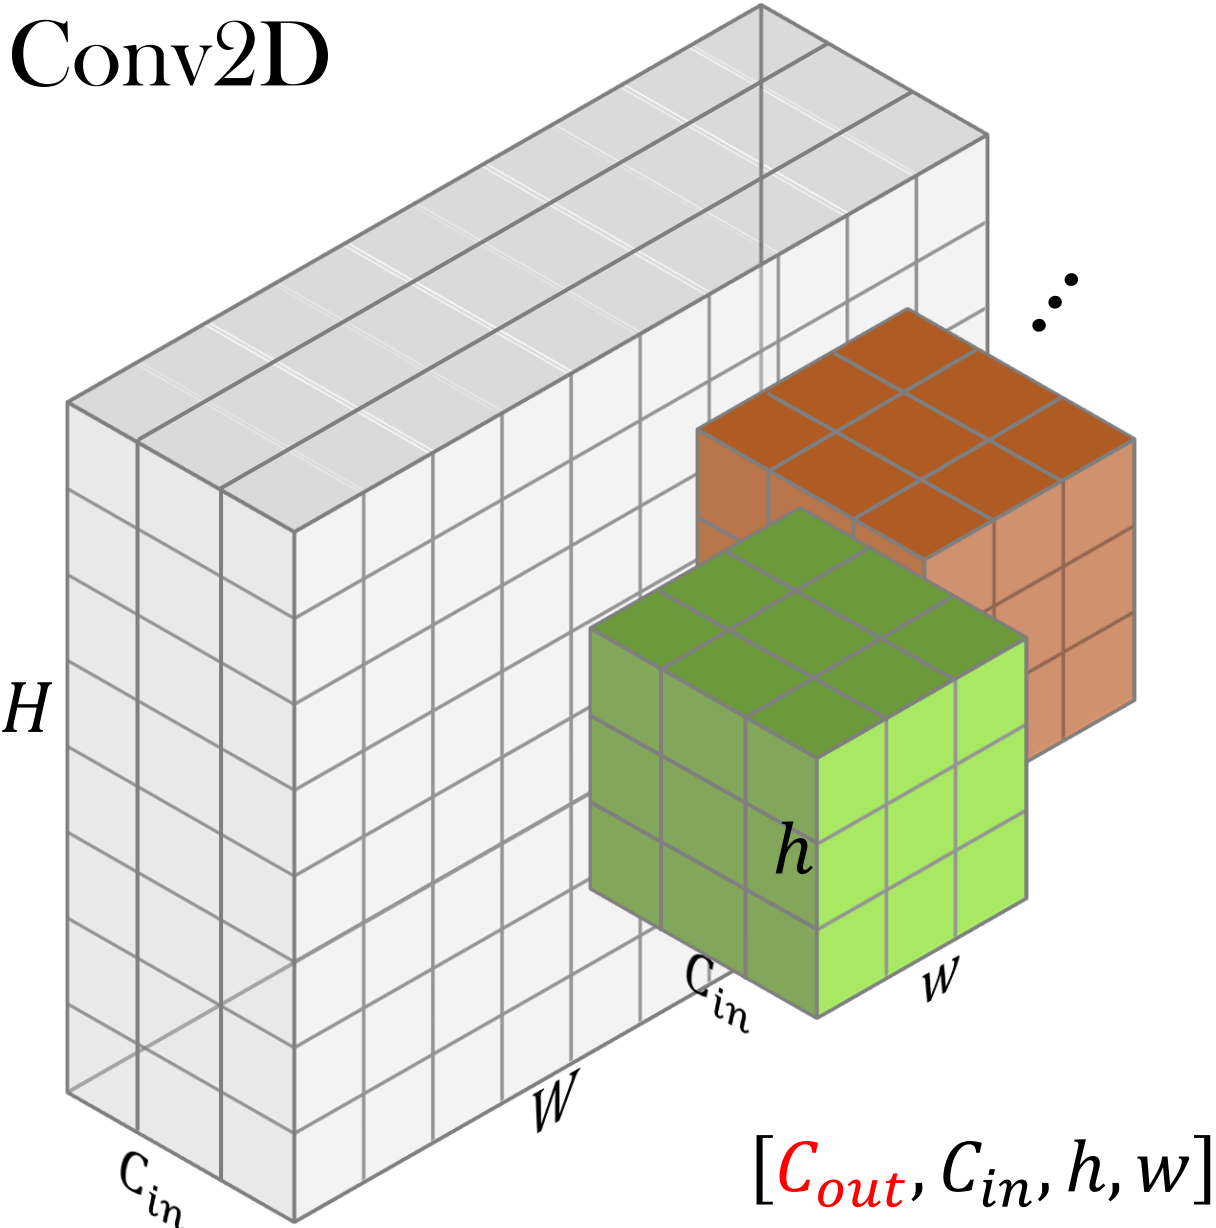 Conv2D
H
h
C_in
w
W
C_in
[C_out, C_in, h, w]